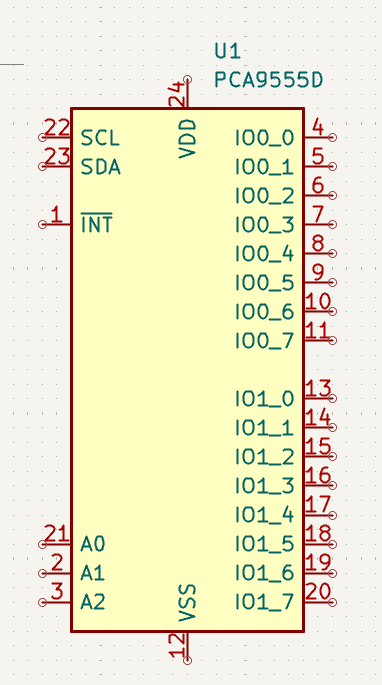 U1
PCA9555D
24
VDD
22 SCL IO0_0 4
23 SDA IO0_1 5
IO0_2 6
1 INT IO0_3 7
IO0_4 8
IO0_5 9
IO0_6 10
IO0_7 11
IO1_0 13
IO1_1 14
IO1_2 15
IO1_3 16
IO1_4 17
21 A0 IO1_5 18
2 A1 IO1_6 19
3 A2 IO1_7 20
VSS
12